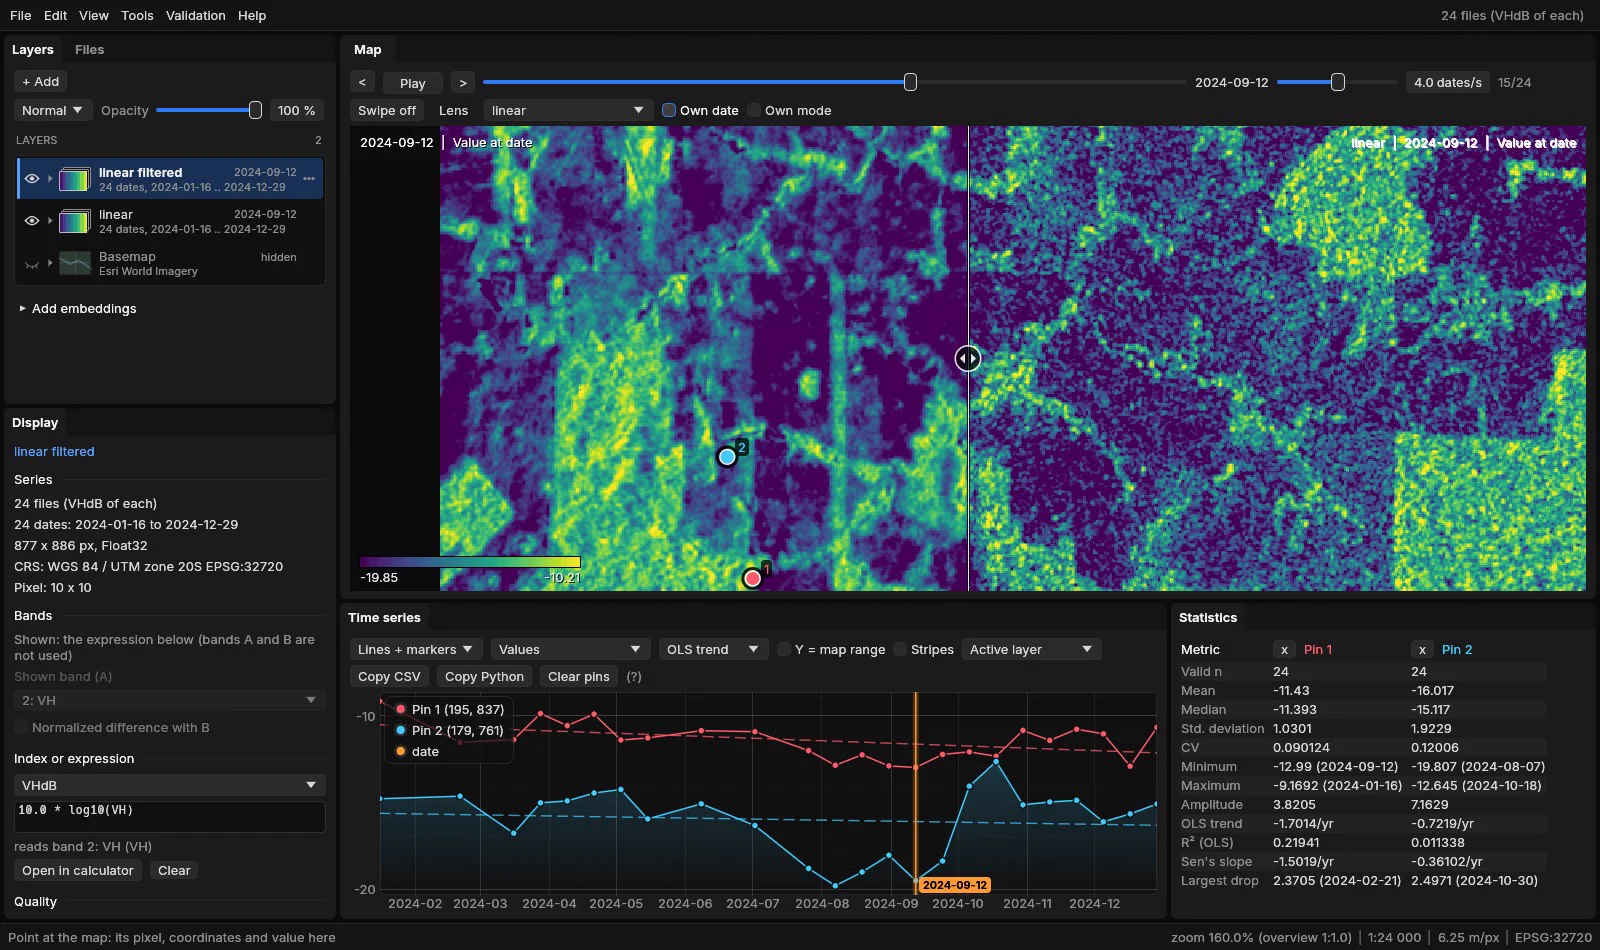 File Edit View Tools Validation Help
24 files (VHdB of each)
Layers Files
+ Add
Normal Opacity 100 %
LAYERS 2
linear filtered 2024-09-12
24 dates, 2024-01-16 .. 2024-12-29
linear 2024-09-12
24 dates, 2024-01-16 .. 2024-12-29
Basemap hidden
Esri World Imagery
Add embeddings
Display
linear filtered
Series
24 files (VHdB of each)
24 dates: 2024-01-16 to 2024-12-29
877 x 886 px, Float32
CRS: WGS 84 / UTM zone 20S EPSG:32720
Pixel: 10 x 10
Bands
Shown: the expression below (bands A and B are
not used)
Shown band (A)
2: VH
Normalized difference with B
Index or expression
VHdB
10.0 * log10(VH)
reads band 2: VH (VH)
Open in calculator Clear
Quality
Map
< Play > 2024-09-12 4.0 dates/s 15/24
Swipe off Lens linear Own date Own mode
2024-09-12 | Value at date
linear | 2024-09-12 | Value at date
2
1
-19.85 -10.21
Time series
Lines + markers Values OLS trend Y = map range Stripes Active layer
Copy CSV Copy Python Clear pins (?)
Pin 1 (195, 837)
Pin 2 (179, 761)
date
-10
-20
2024-09-12
2024-02 2024-03 2024-04 2024-05 2024-06 2024-07 2024-08 2024-09 2024-10 2024-11 2024-12
Statistics
Metric x Pin 1 x Pin 2
Valid n 24 24
Mean -11.43 -16.017
Median -11.393 -15.117
Std. deviation 1.0301 1.9229
CV 0.090124 0.12006
Minimum -12.99 (2024-09-12) -19.807 (2024-08-07)
Maximum -9.1692 (2024-01-16) -12.645 (2024-10-18)
Amplitude 3.8205 7.1629
OLS trend -1.7014/yr -0.7219/yr
R² (OLS) 0.21941 0.011338
Sen's slope -1.5019/yr -0.36102/yr
Largest drop 2.3705 (2024-02-21) 2.4971 (2024-10-30)
Point at the map: its pixel, coordinates and value here
zoom 160.0% (overview 1:1.0) | 1:24 000 | 6.25 m/px | EPSG:32720